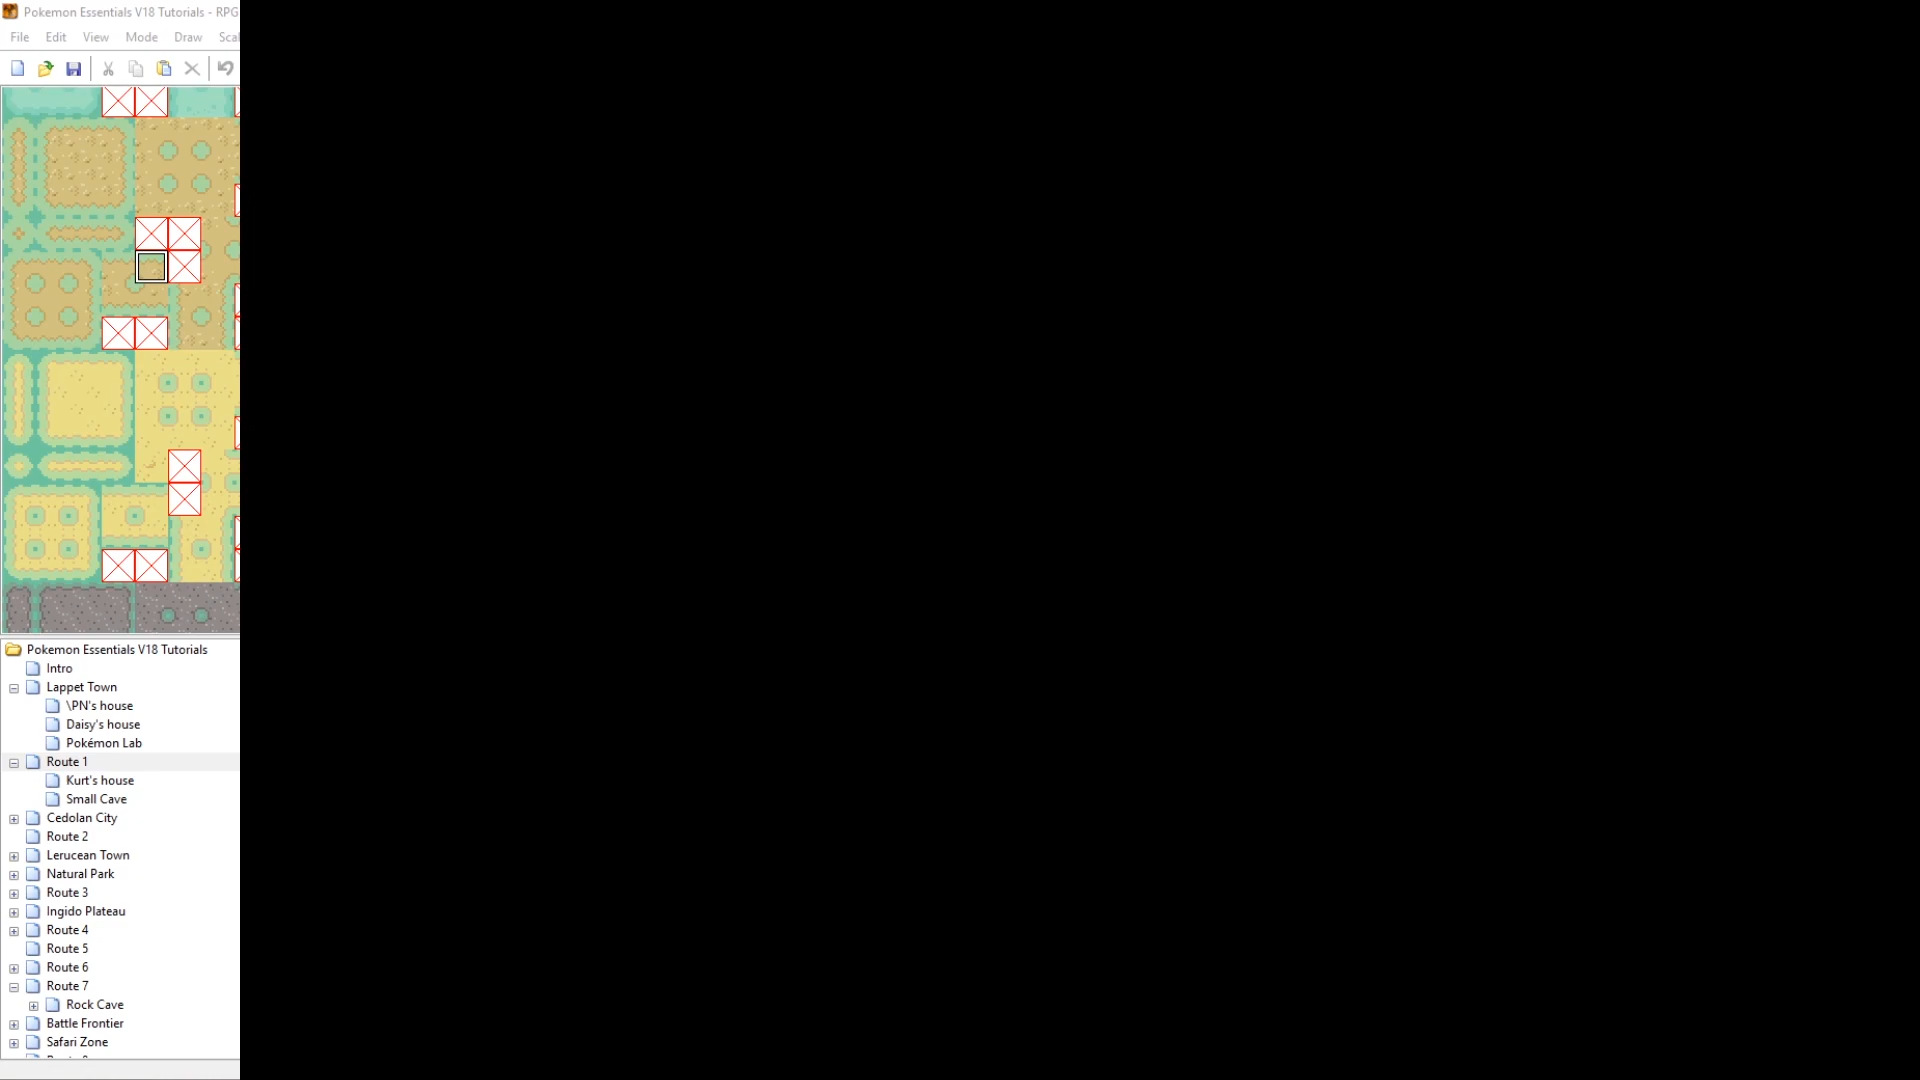 Pokemon Essentials V18 Tutorials - RPG
File Edit View Mode Draw Scal
Pokemon Essentials V18 Tutorials
Intro
Lappet Town
\PN's house
Daisy's house
Pokémon Lab
Route 1
Kurt's house
Small Cave
Cedolan City
Route 2
Lerucean Town
Natural Park
Route 3
Ingido Plateau
Route 4
Route 5
Route 6
Route 7
Rock Cave
Battle Frontier
Safari Zone